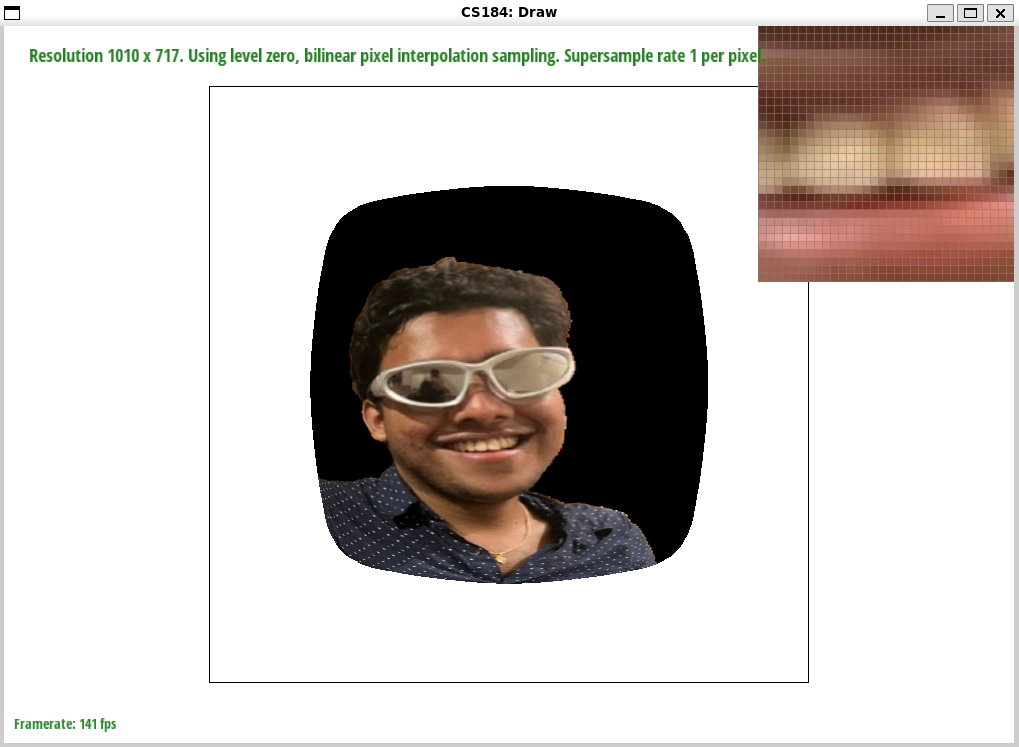 CS184: Draw
Resolution 1010 x 717. Using level zero, bilinear pixel interpolation sampling. Supersample rate 1 per pixel.
Framerate: 141 fps